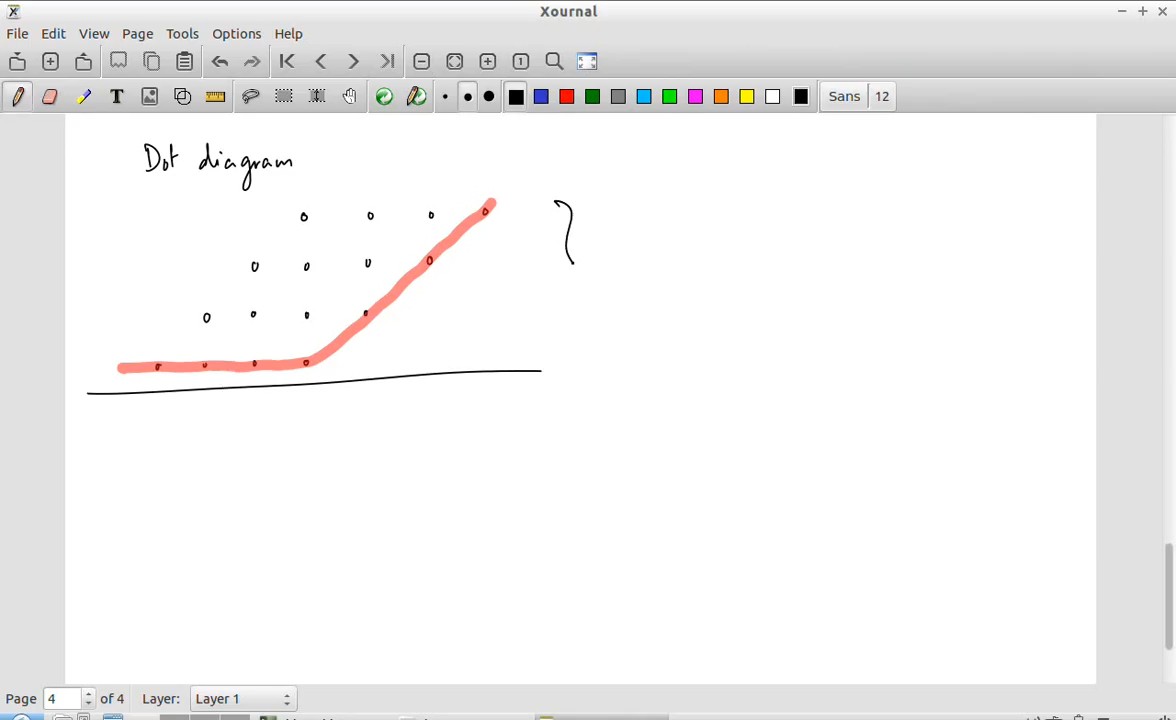 Xournal
File Edit View Page Tools Options Help
Sans 12
Dot diagram
Page 4 of 4 Layer: Layer 1